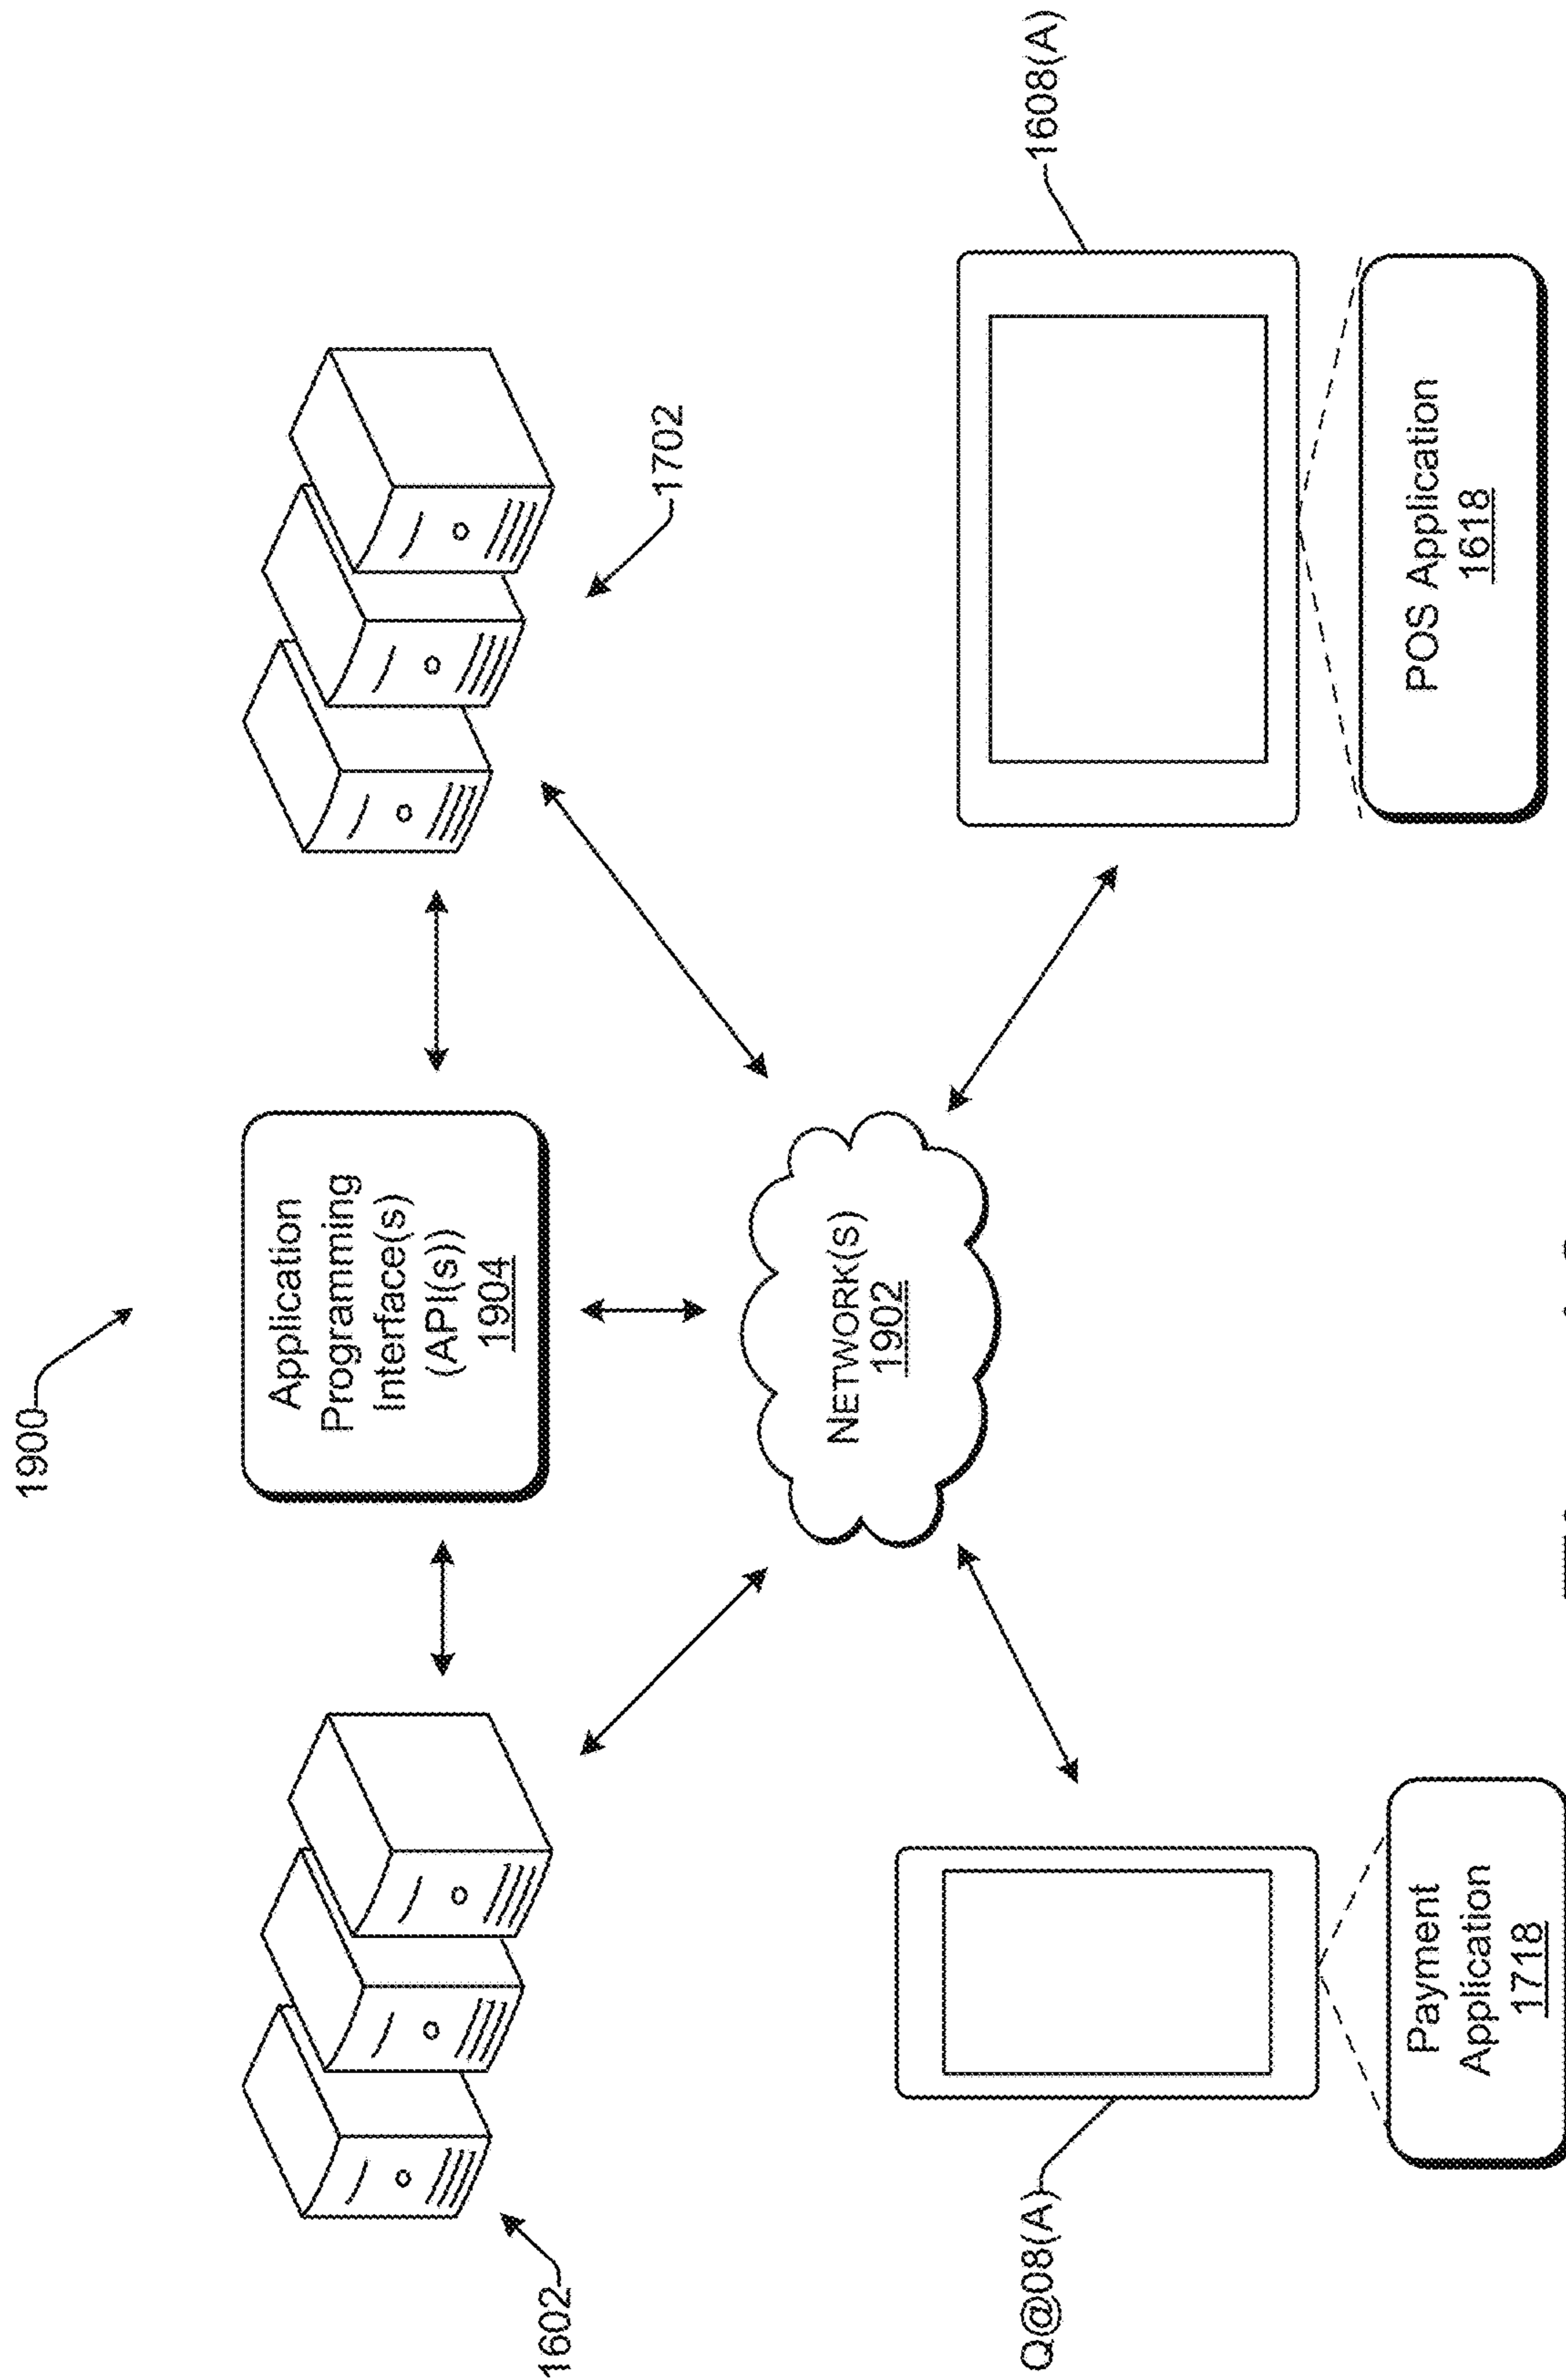 1900
Application
Programming
Interface(s)
(API(s))
1904
1602
1702
NETWORK(S)
1902
Q@08(A)
1608(A)
Payment
Application
1718
POS Application
1618